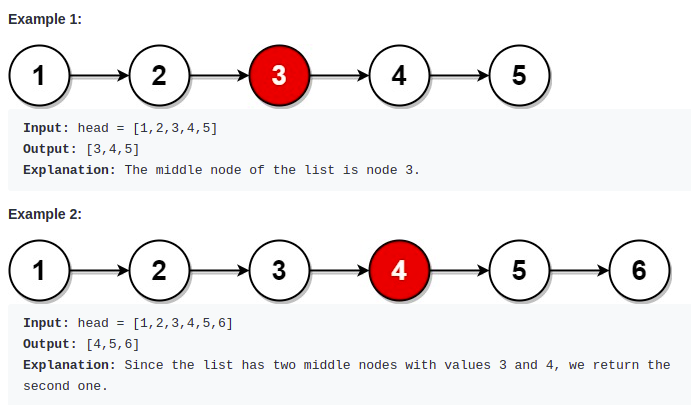 Example 1:
1 2 3 4 5
Input: head = [1,2,3,4,5]
Output: [3,4,5]
Explanation: The middle node of the list is node 3.
Example 2:
1 2 3 4 5 6
Input: head = [1,2,3,4,5,6]
Output: [4,5,6]
Explanation: Since the list has two middle nodes with values 3 and 4, we return the
second one.